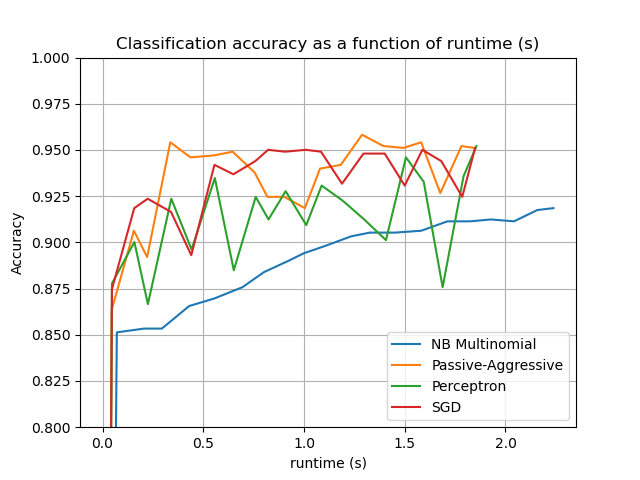 Classification accuracy as a function of runtime (s)
1.000
0.975
0.950
0.925
0.900
0.875
0.850
0.825
0.800
Accuracy
NB Multinomial
Passive-Aggressive
Perceptron
SGD
0.0 0.5 1.0 1.5 2.0
runtime (s)